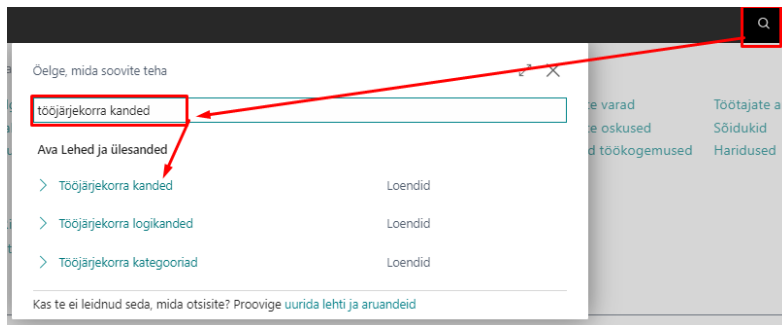 Öelge, mida soovite teha
tööjärjekorra kanded
Ava Lehed ja ülesanded
Tööjärjekorra kanded Loendid
Tööjärjekorra logikanded Loendid
Tööjärjekorra kategooriad Loendid
Kas te ei leidnud seda, mida otsisite? Proovige uurida lehti ja aruandeid
varad Töötajate
oskused Sõidukid
töökogemused Haridused